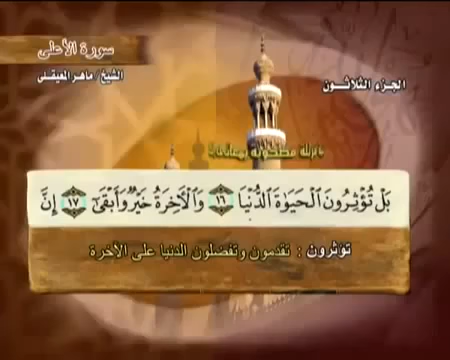 سورة الأعلى
الجزء الثلاثون
الشيخ / ماهر المعيقلي
بَلْ تُؤْثِرُونَ الْحَيَوٰةَ الدُّنْيَا ١٦ وَالْآخِرَةُ خَيْرٌ وَأَبْقَىٰ ١٧ إِنَّ
تؤثرون : تقدمون وتفضلون الدنيا على الآخرة